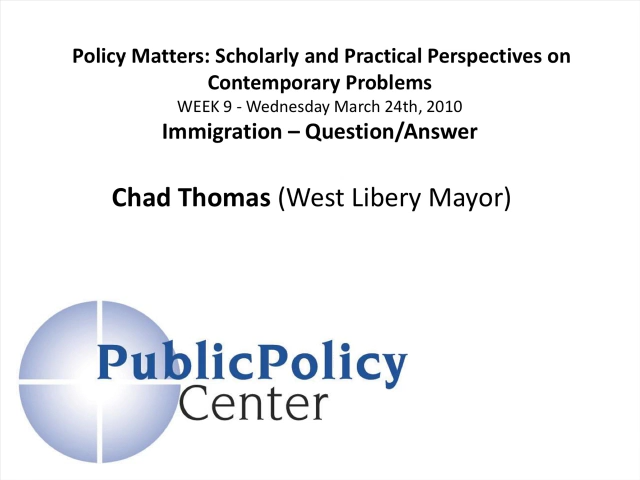 Policy Matters: Scholarly and Practical Perspectives on
Contemporary Problems
WEEK 9 - Wednesday March 24th, 2010
Immigration – Question/Answer
Chad Thomas (West Libery Mayor)
PublicPolicy
Center